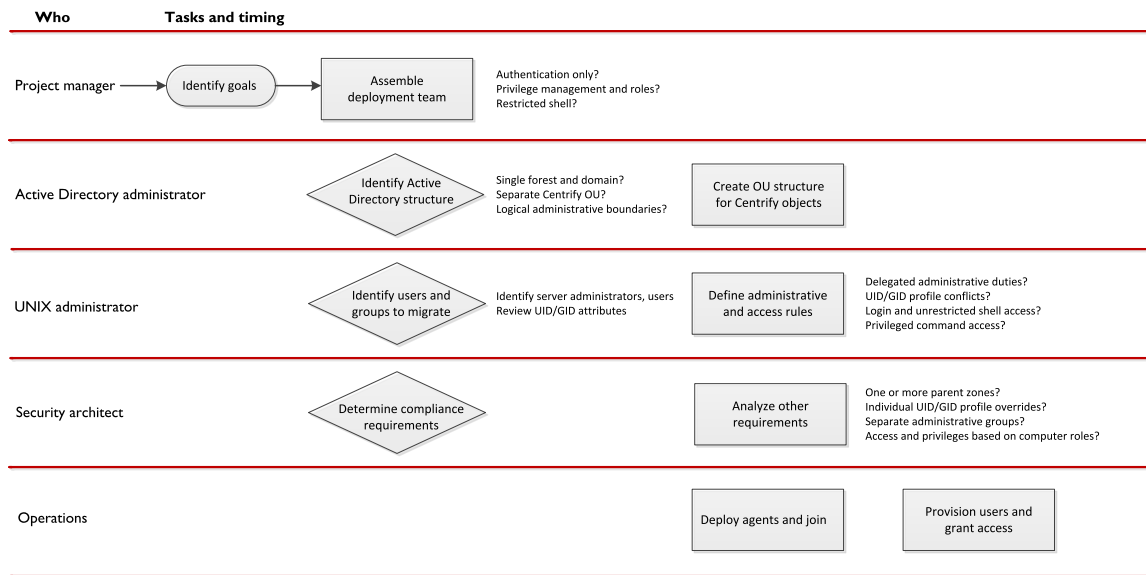 Who
Tasks and timing
Project manager
Identify goals
Assemble
deployment team
Authentication only?
Privilege management and roles?
Restricted shell?
Active Directory administrator
Identify Active
Directory structure
Single forest and domain?
Separate Centrify OU?
Logical administrative boundaries?
Create OU structure
for Centrify objects
UNIX administrator
Identify users and
groups to migrate
Identify server administrators, users
Review UID/GID attributes
Define administrative
and access rules
Delegated administrative duties?
UID/GID profile conflicts?
Login and unrestricted shell access?
Privileged command access?
Security architect
Determine compliance
requirements
Analyze other
requirements
One or more parent zones?
Individual UID/GID profile overrides?
Separate administrative groups?
Access and privileges based on computer roles?
Operations
Deploy agents and join
Provision users and
grant access